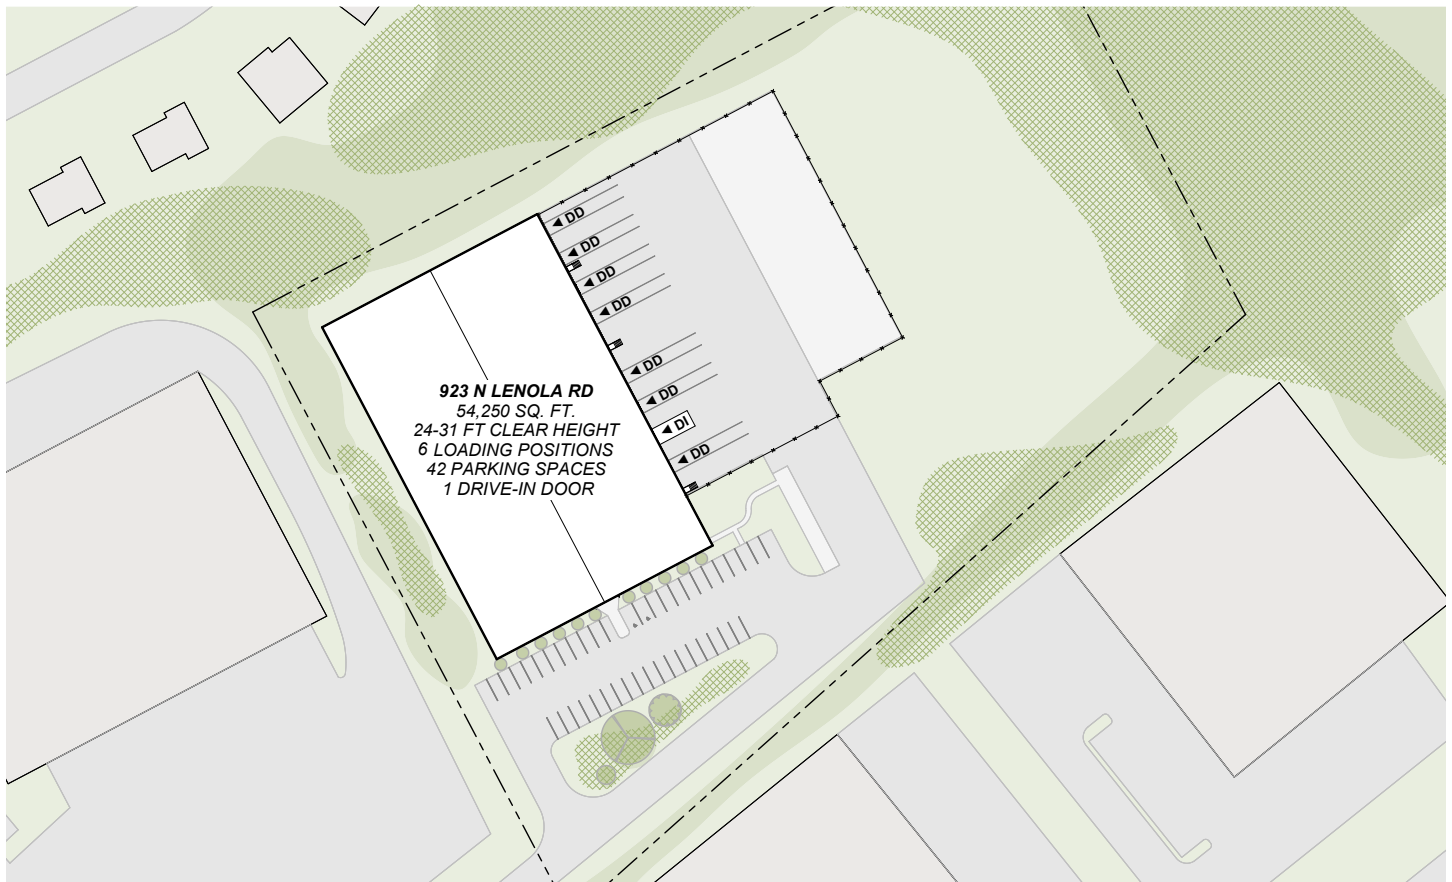 DD
DD
DD
DD
DD
DD
DI
DD
923 N LENOLA RD
54,250 SQ. FT.
24-31 FT CLEAR HEIGHT
6 LOADING POSITIONS
42 PARKING SPACES
1 DRIVE-IN DOOR